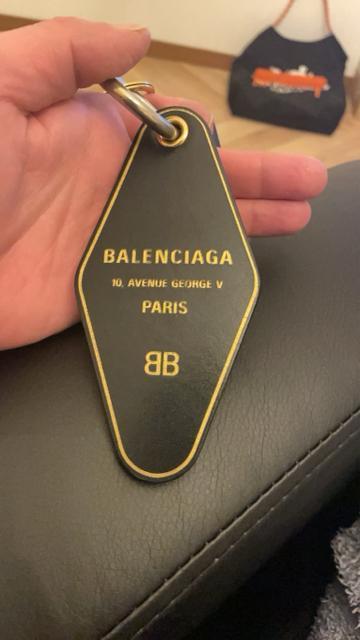 BALENCIAGA
10, AVENUE GEORGE V
PARIS
BB